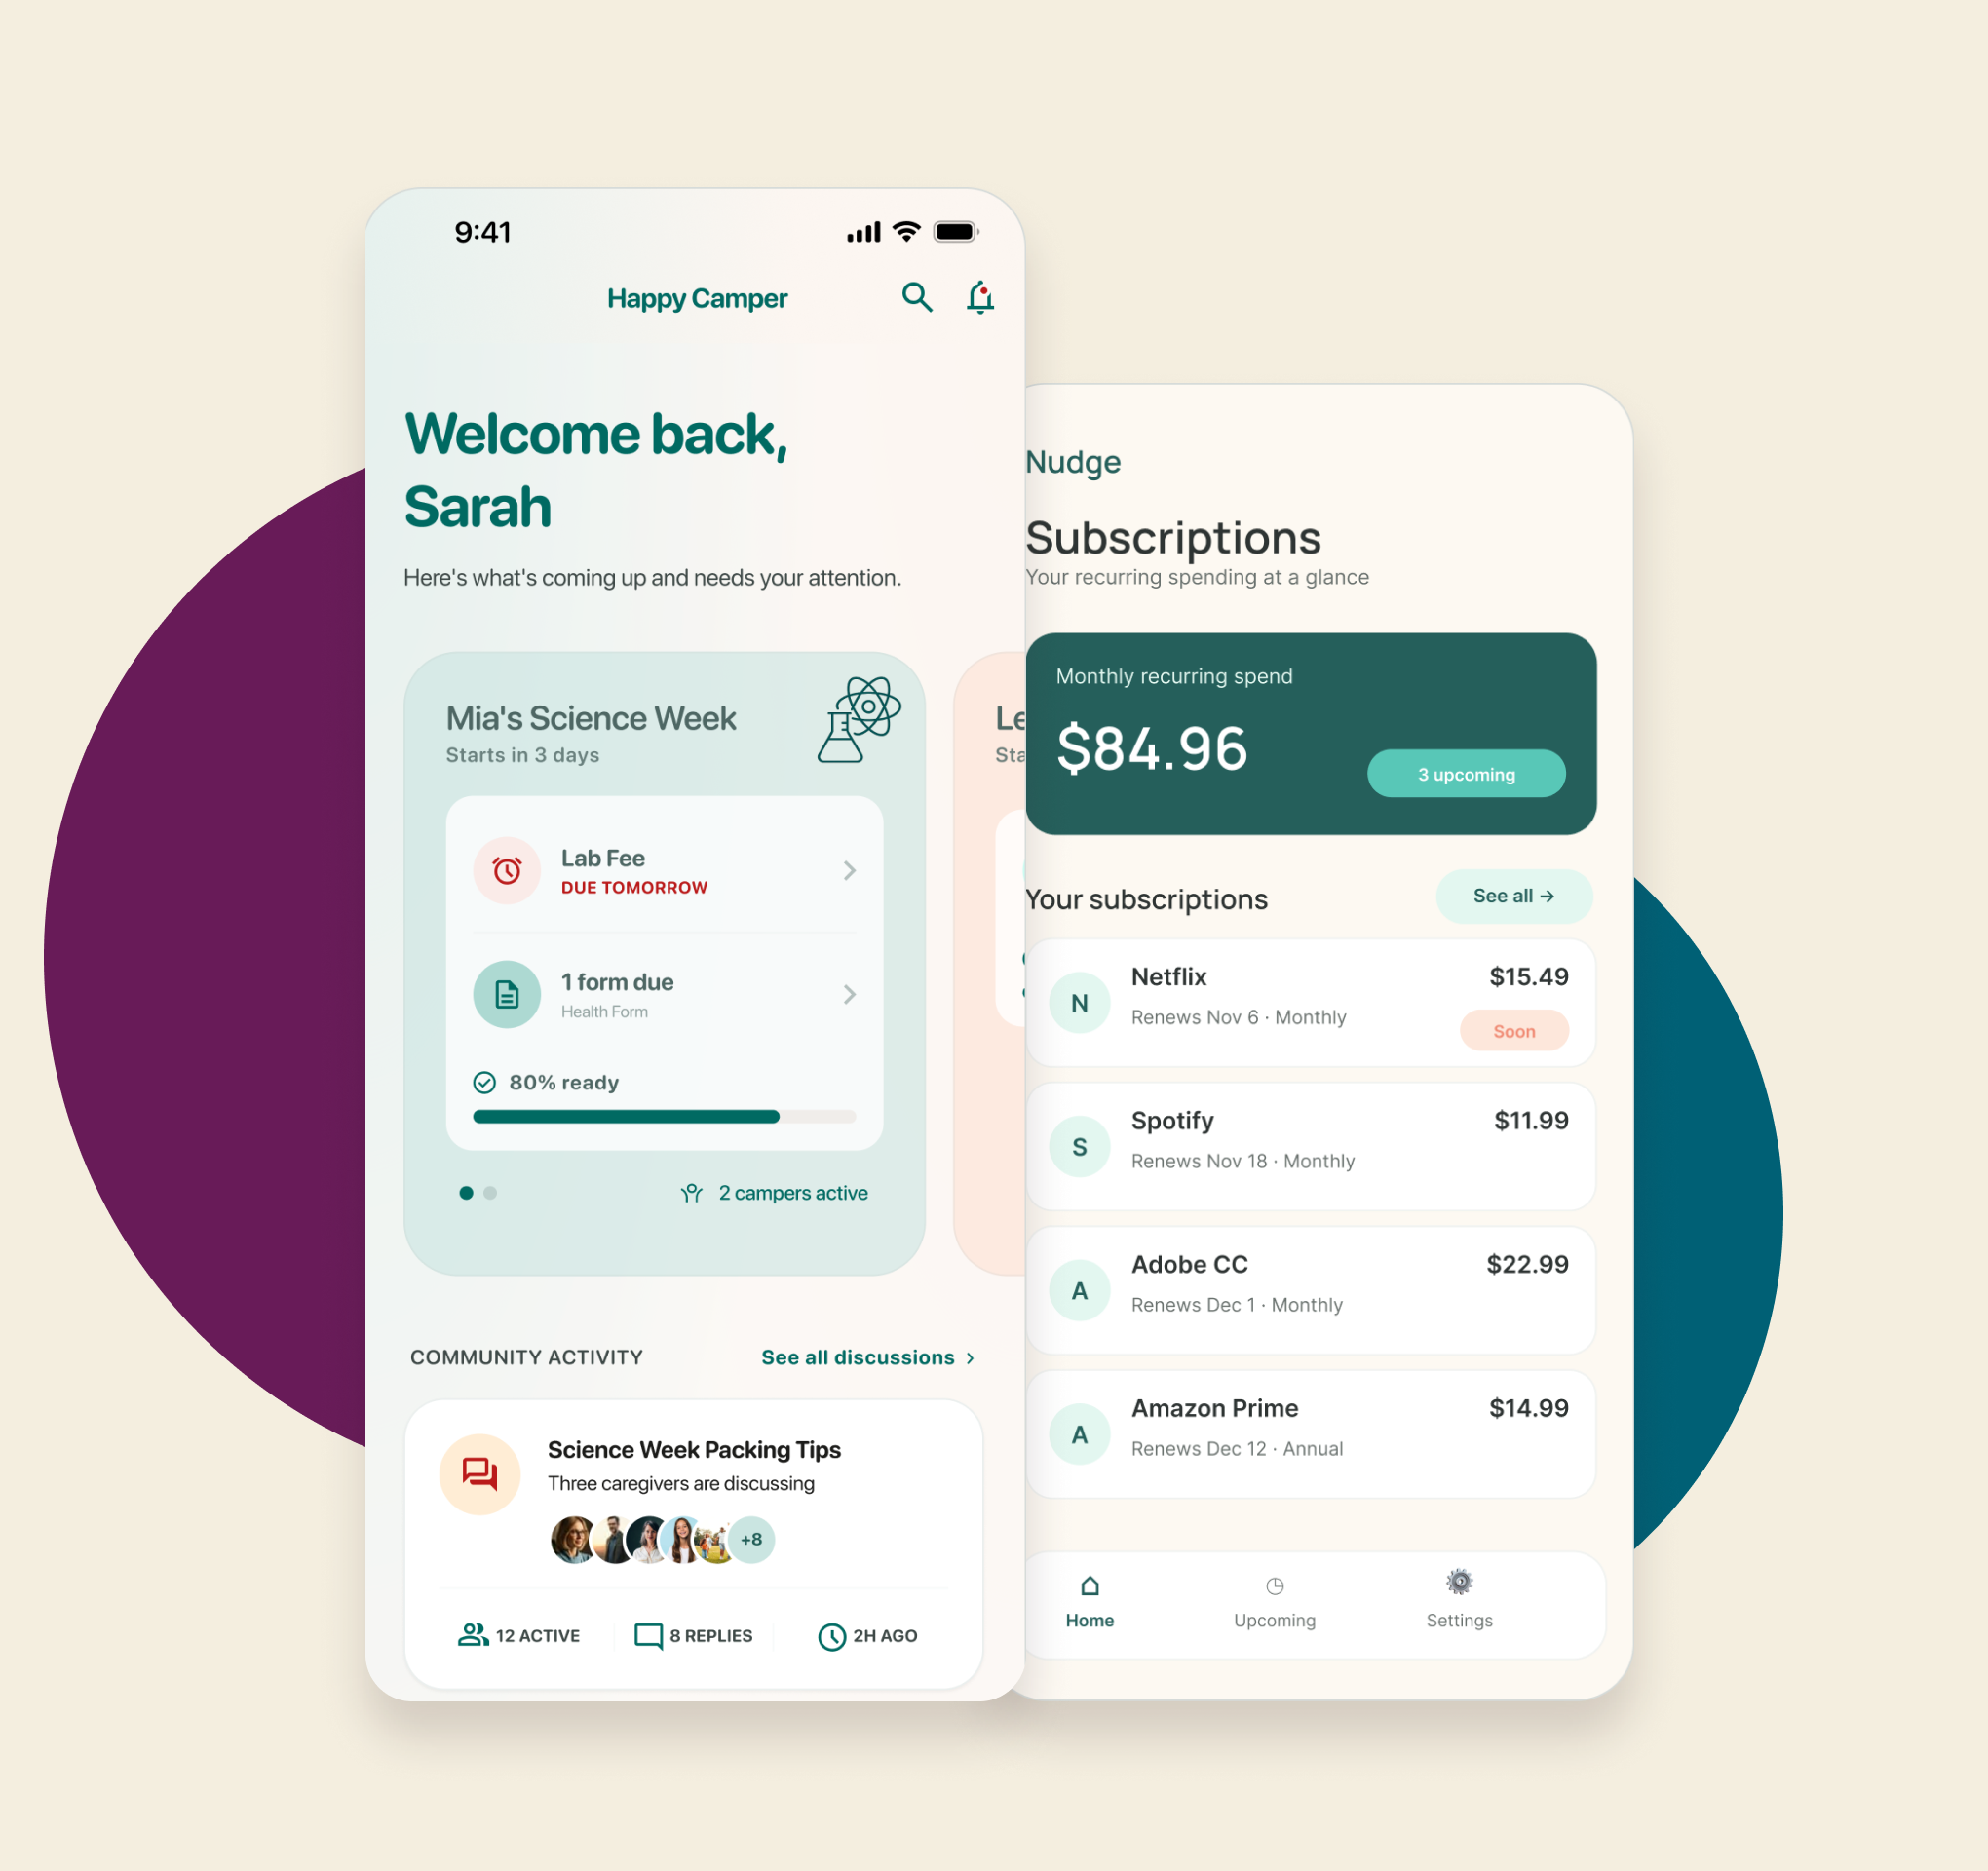 9:41
Happy Camper
Welcome back,
Sarah
Here's what's coming up and needs your attention.
Mia's Science Week
Starts in 3 days
Lab Fee
DUE TOMORROW
1 form due
Health Form
80% ready
2 campers active
Le
Sta
COMMUNITY ACTIVITY
See all discussions >
Science Week Packing Tips
Three caregivers are discussing
+8
12 ACTIVE
8 REPLIES
2H AGO
Nudge
Subscriptions
Your recurring spending at a glance
Monthly recurring spend
$84.96
3 upcoming
Your subscriptions
See all →
N
Netflix
$15.49
Renews Nov 6 · Monthly
Soon
S
Spotify
$11.99
Renews Nov 18 · Monthly
A
Adobe CC
$22.99
Renews Dec 1 · Monthly
A
Amazon Prime
$14.99
Renews Dec 12 · Annual
Home
Upcoming
Settings